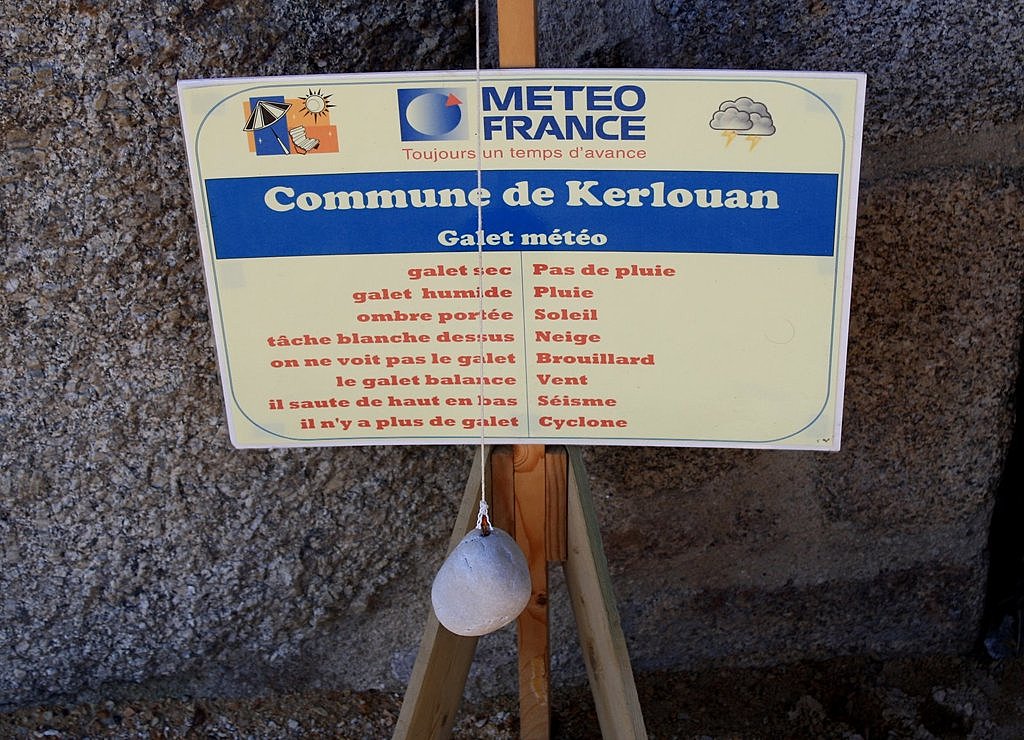 METEO
FRANCE
Toujours un temps d'avance
Commune de Kerlouan
Galet météo
galet sec Pas de pluie
galet humide Pluie
ombre portée Soleil
tâche blanche dessus Neige
on ne voit pas le galet Brouillard
le galet balance Vent
il saute de haut en bas Séisme
il n'y a plus de galet Cyclone